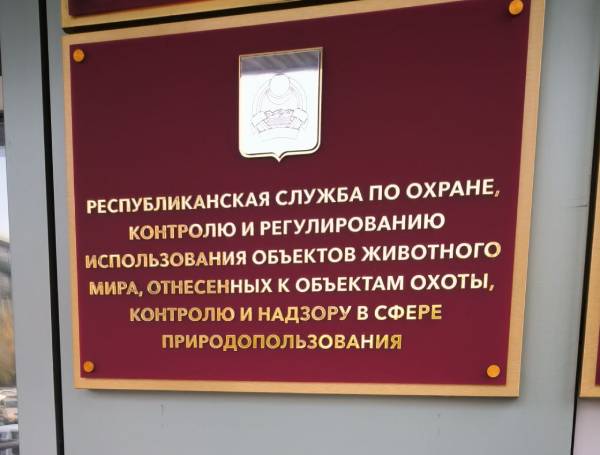 РЕСПУБЛИКАНСКАЯ СЛУЖБА ПО ОХРАНЕ,
КОНТРОЛЮ И РЕГУЛИРОВАНИЮ
ИСПОЛЬЗОВАНИЯ ОБЪЕКТОВ ЖИВОТНОГО
МИРА, ОТНЕСЕННЫХ К ОБЪЕКТАМ ОХОТЫ,
КОНТРОЛЮ И НАДЗОРУ В СФЕРЕ
ПРИРОДОПОЛЬЗОВАНИЯ